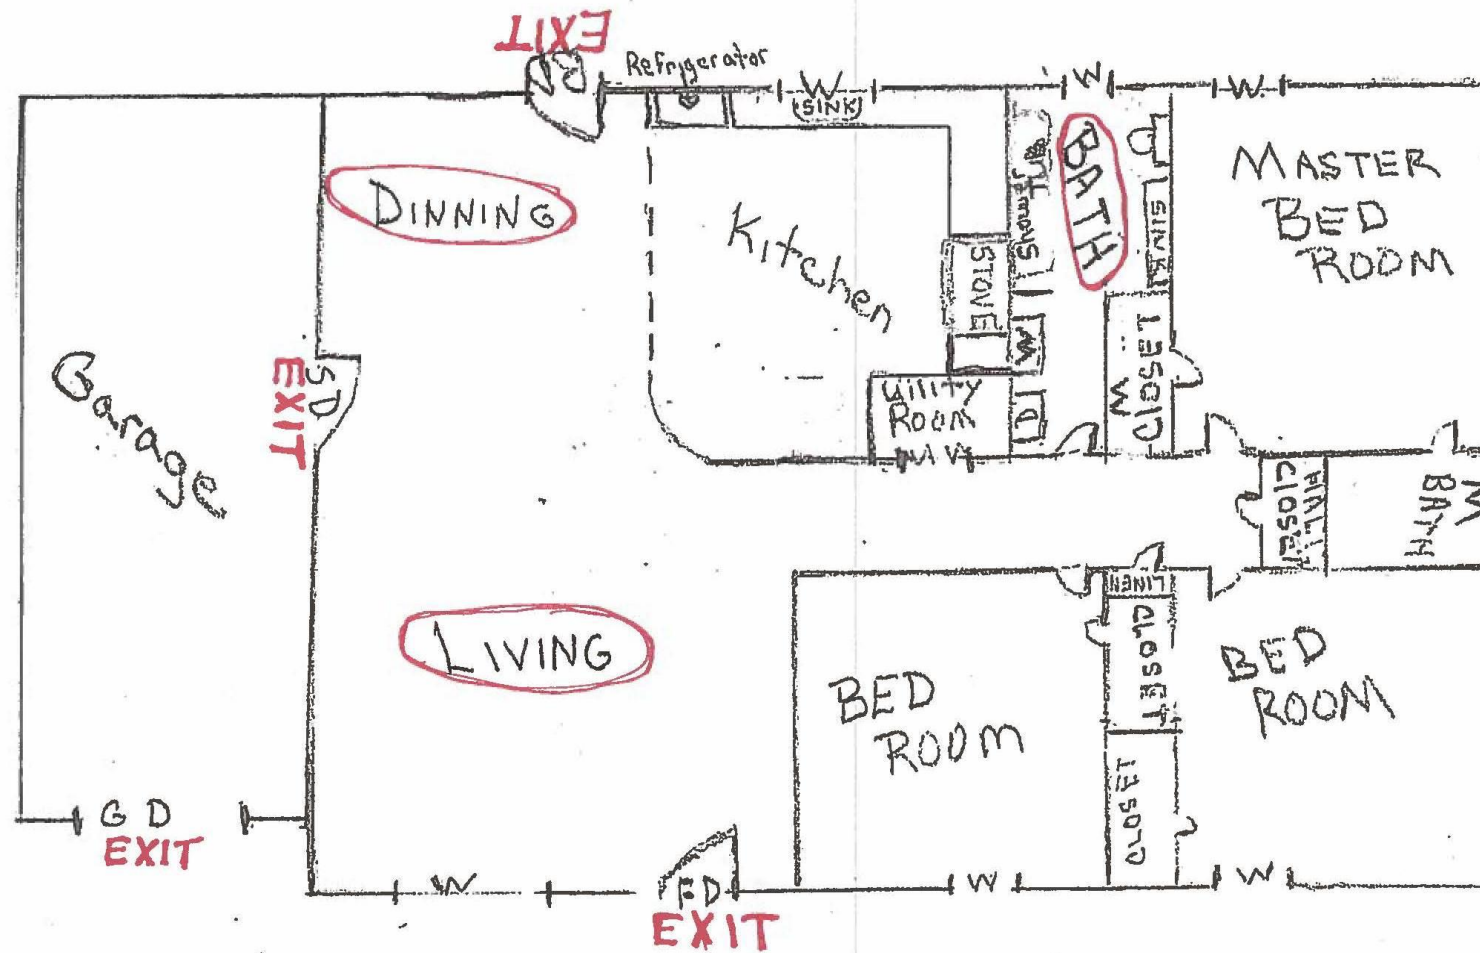 EXIT
Refrigerator
W
SINK
W
W
DINNING
Kitchen
STOVE
Tub
Shower
BATH
SINK
MASTER
BED
ROOM
Garage
SD
EXIT
W
D
Utility
Room
CLOSET
W
HALL
CLOSET
M
BATH
LINEN
LIVING
BED
ROOM
CLOSET
CLOSET
BED
ROOM
G D
EXIT
W
FD
EXIT
W
W